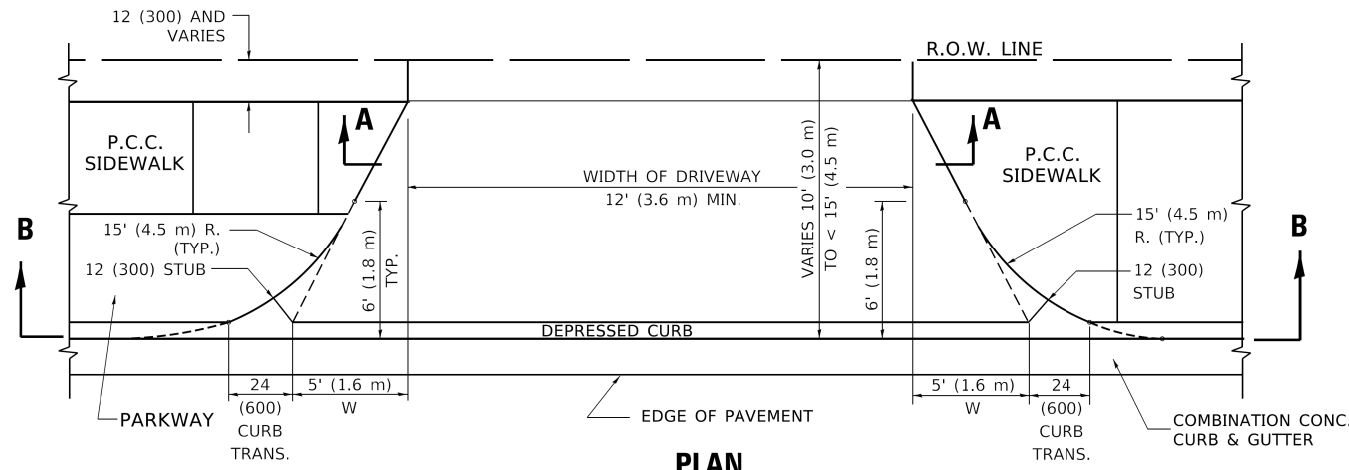 12 (300) AND
VARIES
R.O.W. LINE
A
A
P.C.C.
SIDEWALK
P.C.C.
SIDEWALK
WIDTH OF DRIVEWAY
12' (3.6 m) MIN.
VARIES 10' (3.0 m)
TO < 15' (4.5 m)
B
B
15' (4.5 m) R.
(TYP.)
12 (300) STUB
6' (1.8 m)
TYP.
6' (1.8 m)
15' (4.5 m)
R. (TYP.)
12 (300)
STUB
DEPRESSED CURB
24
(600)
CURB
TRANS.
5' (1.6 m)
W
5' (1.6 m)
W
24
(600)
CURB
TRANS.
PARKWAY
EDGE OF PAVEMENT
COMBINATION CONC.
CURB & GUTTER
PLAN